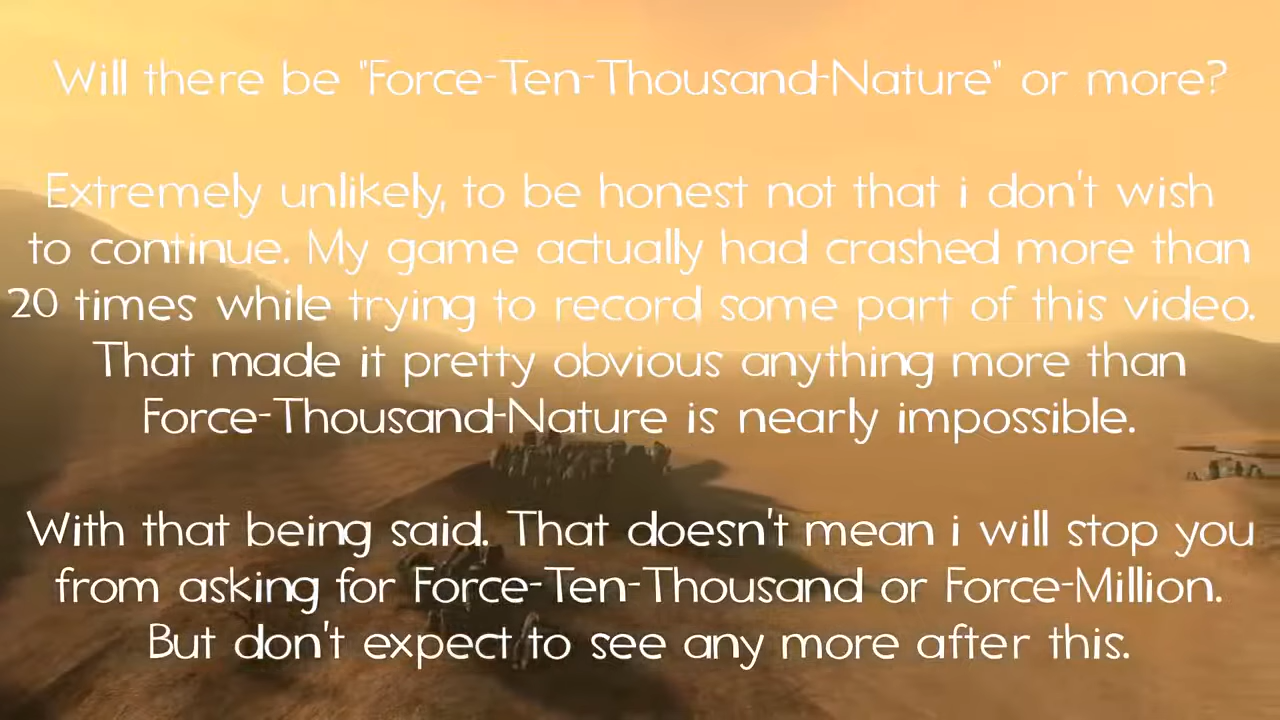 Will there be "Force-Ten-Thousand-Nature" or more?
Extremely unlikely, to be honest not that i don't wish
to continue. My game actually had crashed more than
20 times while trying to record some part of this video.
That made it pretty obvious anything more than
Force-Thousand-Nature is nearly impossible.
With that being said. That doesn't mean i will stop you
from asking for Force-Ten-Thousand or Force-Million.
But don't expect to see any more after this.